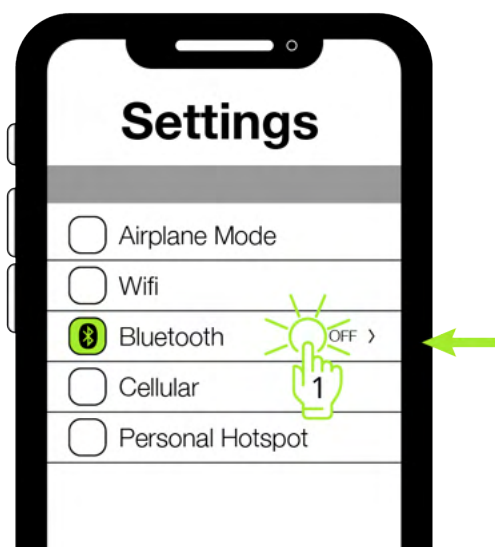 Settings
Airplane Mode
Wifi
Bluetooth OFF >
1
Cellular
Personal Hotspot